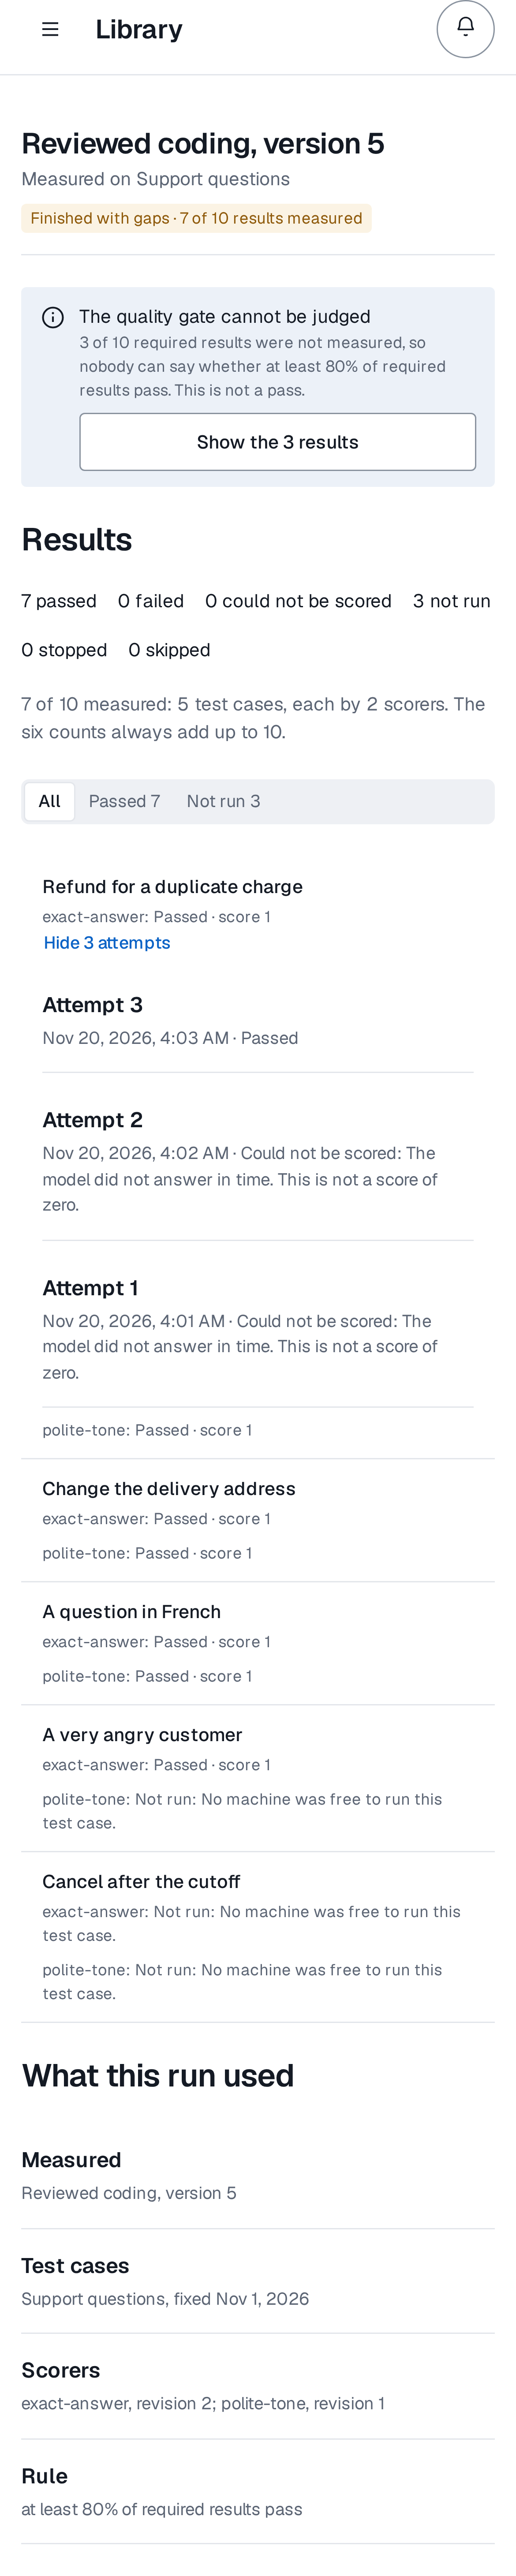 Library
Reviewed coding, version 5
Measured on Support questions
Finished with gaps · 7 of 10 results measured
The quality gate cannot be judged
3 of 10 required results were not measured, so
nobody can say whether at least 80% of required
results pass. This is not a pass.
Show the 3 results
Results
7 passed 0 failed 0 could not be scored 3 not run
0 stopped 0 skipped
7 of 10 measured: 5 test cases, each by 2 scorers. The
six counts always add up to 10.
All Passed 7 Not run 3
Refund for a duplicate charge
exact-answer: Passed · score 1
Hide 3 attempts
Attempt 3
Nov 20, 2026, 4:03 AM · Passed
Attempt 2
Nov 20, 2026, 4:02 AM · Could not be scored: The
model did not answer in time. This is not a score of
zero.
Attempt 1
Nov 20, 2026, 4:01 AM · Could not be scored: The
model did not answer in time. This is not a score of
zero.
polite-tone: Passed · score 1
Change the delivery address
exact-answer: Passed · score 1
polite-tone: Passed · score 1
A question in French
exact-answer: Passed · score 1
polite-tone: Passed · score 1
A very angry customer
exact-answer: Passed · score 1
polite-tone: Not run: No machine was free to run this
test case.
Cancel after the cutoff
exact-answer: Not run: No machine was free to run this
test case.
polite-tone: Not run: No machine was free to run this
test case.
What this run used
Measured
Reviewed coding, version 5
Test cases
Support questions, fixed Nov 1, 2026
Scorers
exact-answer, revision 2; polite-tone, revision 1
Rule
at least 80% of required results pass